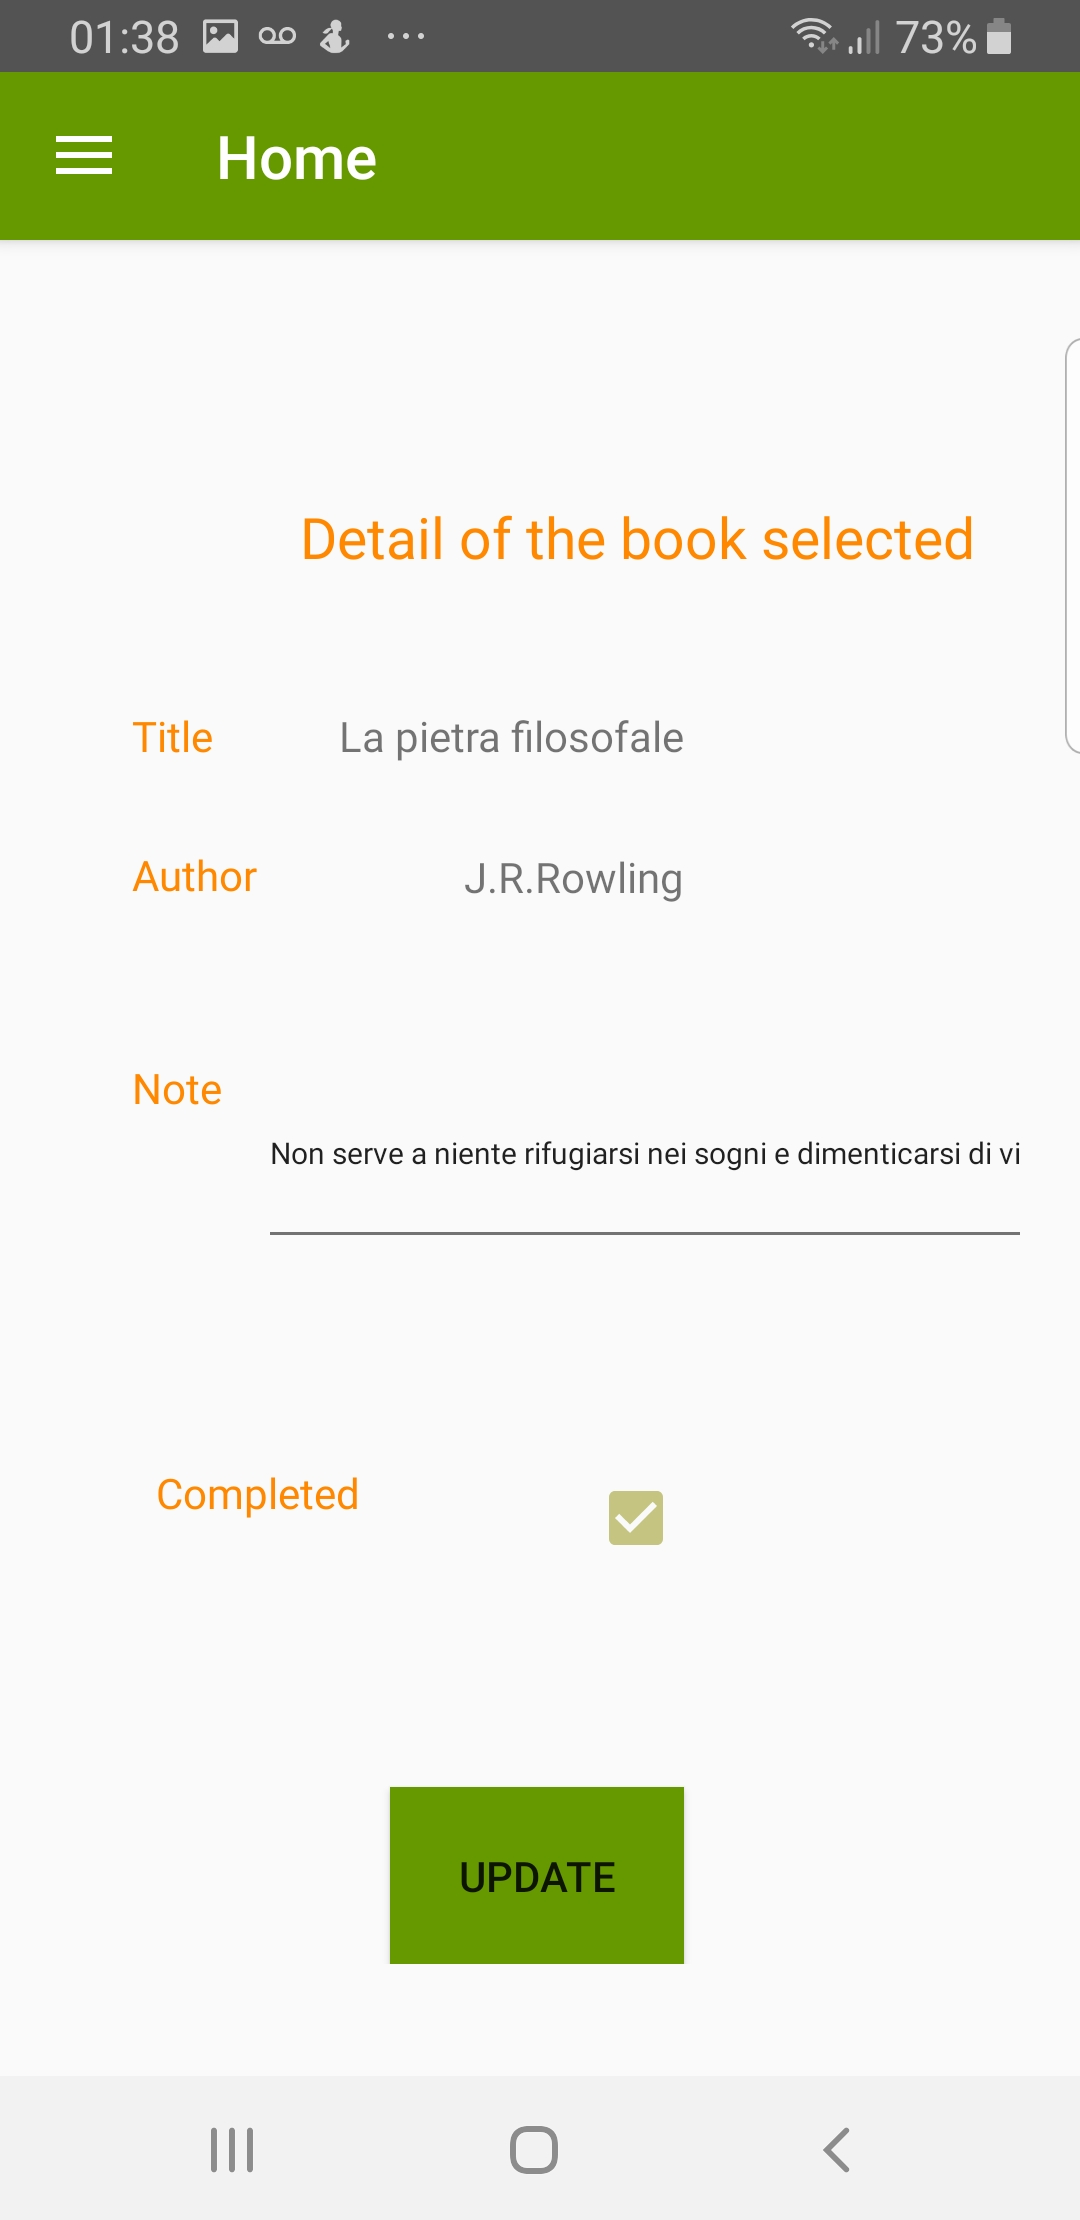 01:38 73%
Home
Detail of the book selected
Title La pietra filosofale
Author J.R.Rowling
Note
Non serve a niente rifugiarsi nei sogni e dimenticarsi di vi
Completed
UPDATE